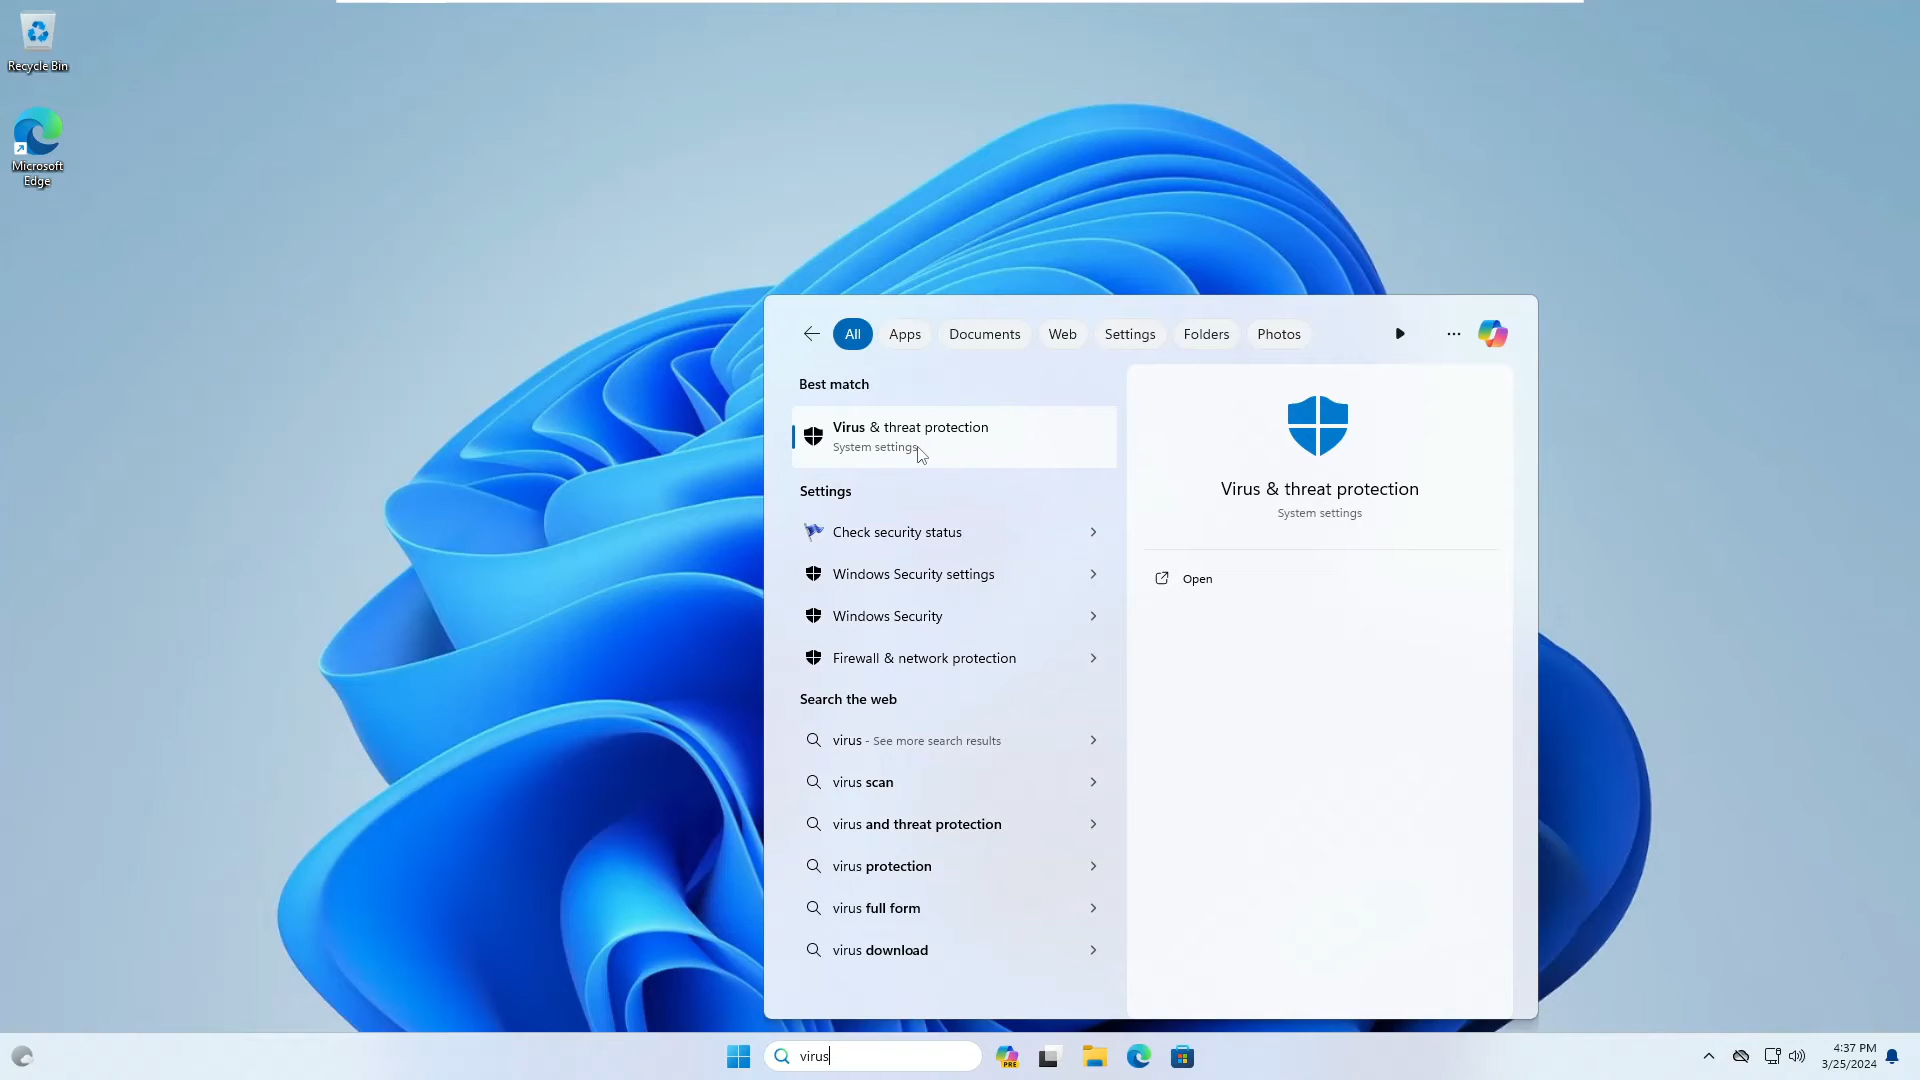 Recycle Bin
Microsoft
Edge
All Apps Documents Web Settings Folders Photos
Best match
Virus & threat protection
System settings
Settings
Check security status
Windows Security settings
Windows Security
Firewall & network protection
Search the web
virus - See more search results
virus scan
virus and threat protection
virus protection
virus full form
virus download
Virus & threat protection
System settings
Open
virus
PRE
4:37 PM
3/25/2024